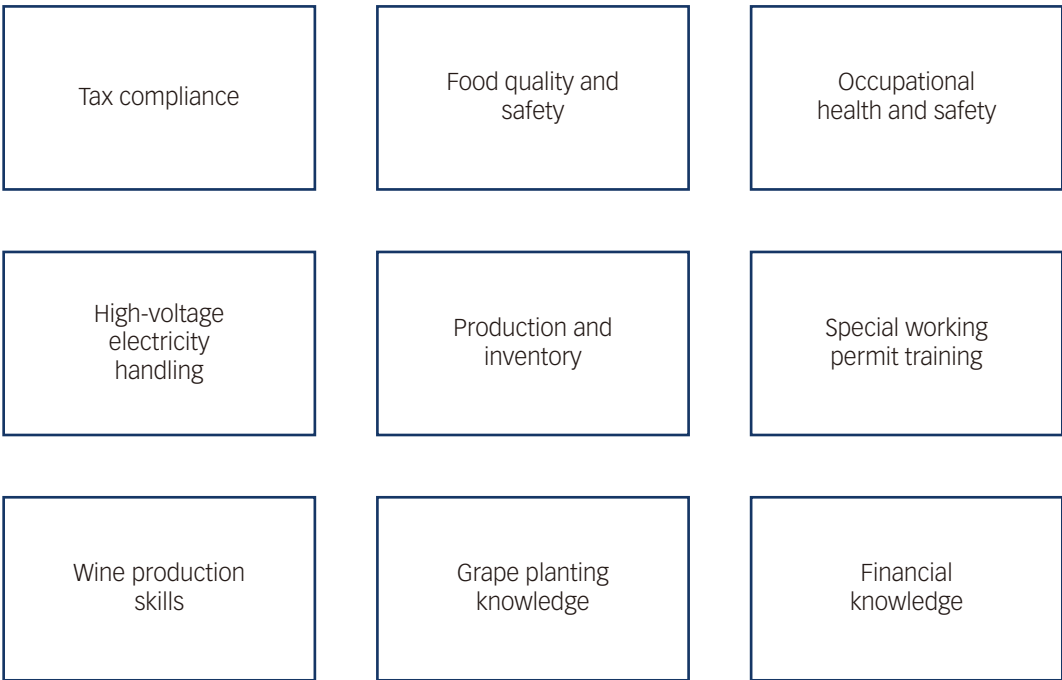 Tax compliance
Food quality and
safety
Occupational
health and safety
High-voltage
electricity
handling
Production and
inventory
Special working
permit training
Wine production
skills
Grape planting
knowledge
Financial
knowledge